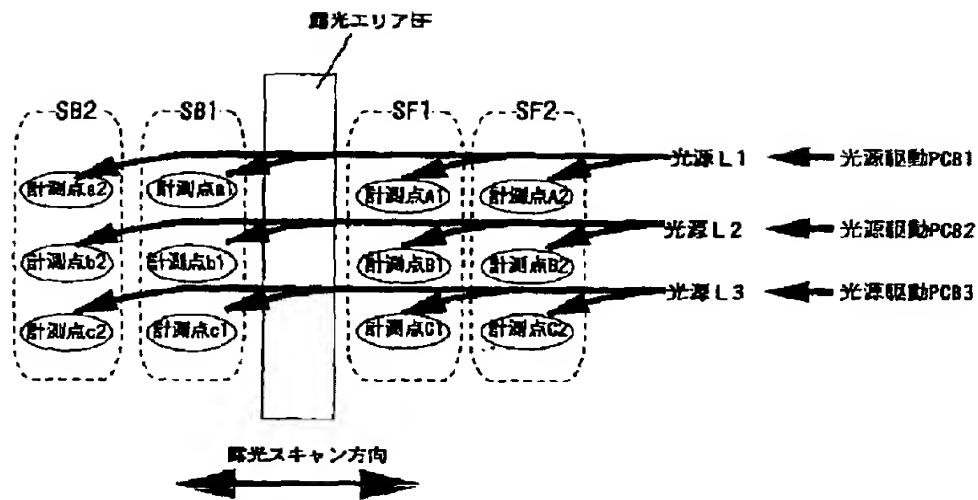 露光エリアEF
SB2 SB1 SF1 SF2
光源L1 光源駆動PCB1
計測点a2 計測点a1 計測点A1 計測点A2
光源L2 光源駆動PCB2
計測点b2 計測点b1 計測点B1 計測点B2
光源L3 光源駆動PCB3
計測点c2 計測点c1 計測点C1 計測点C2
露光スキャン方向